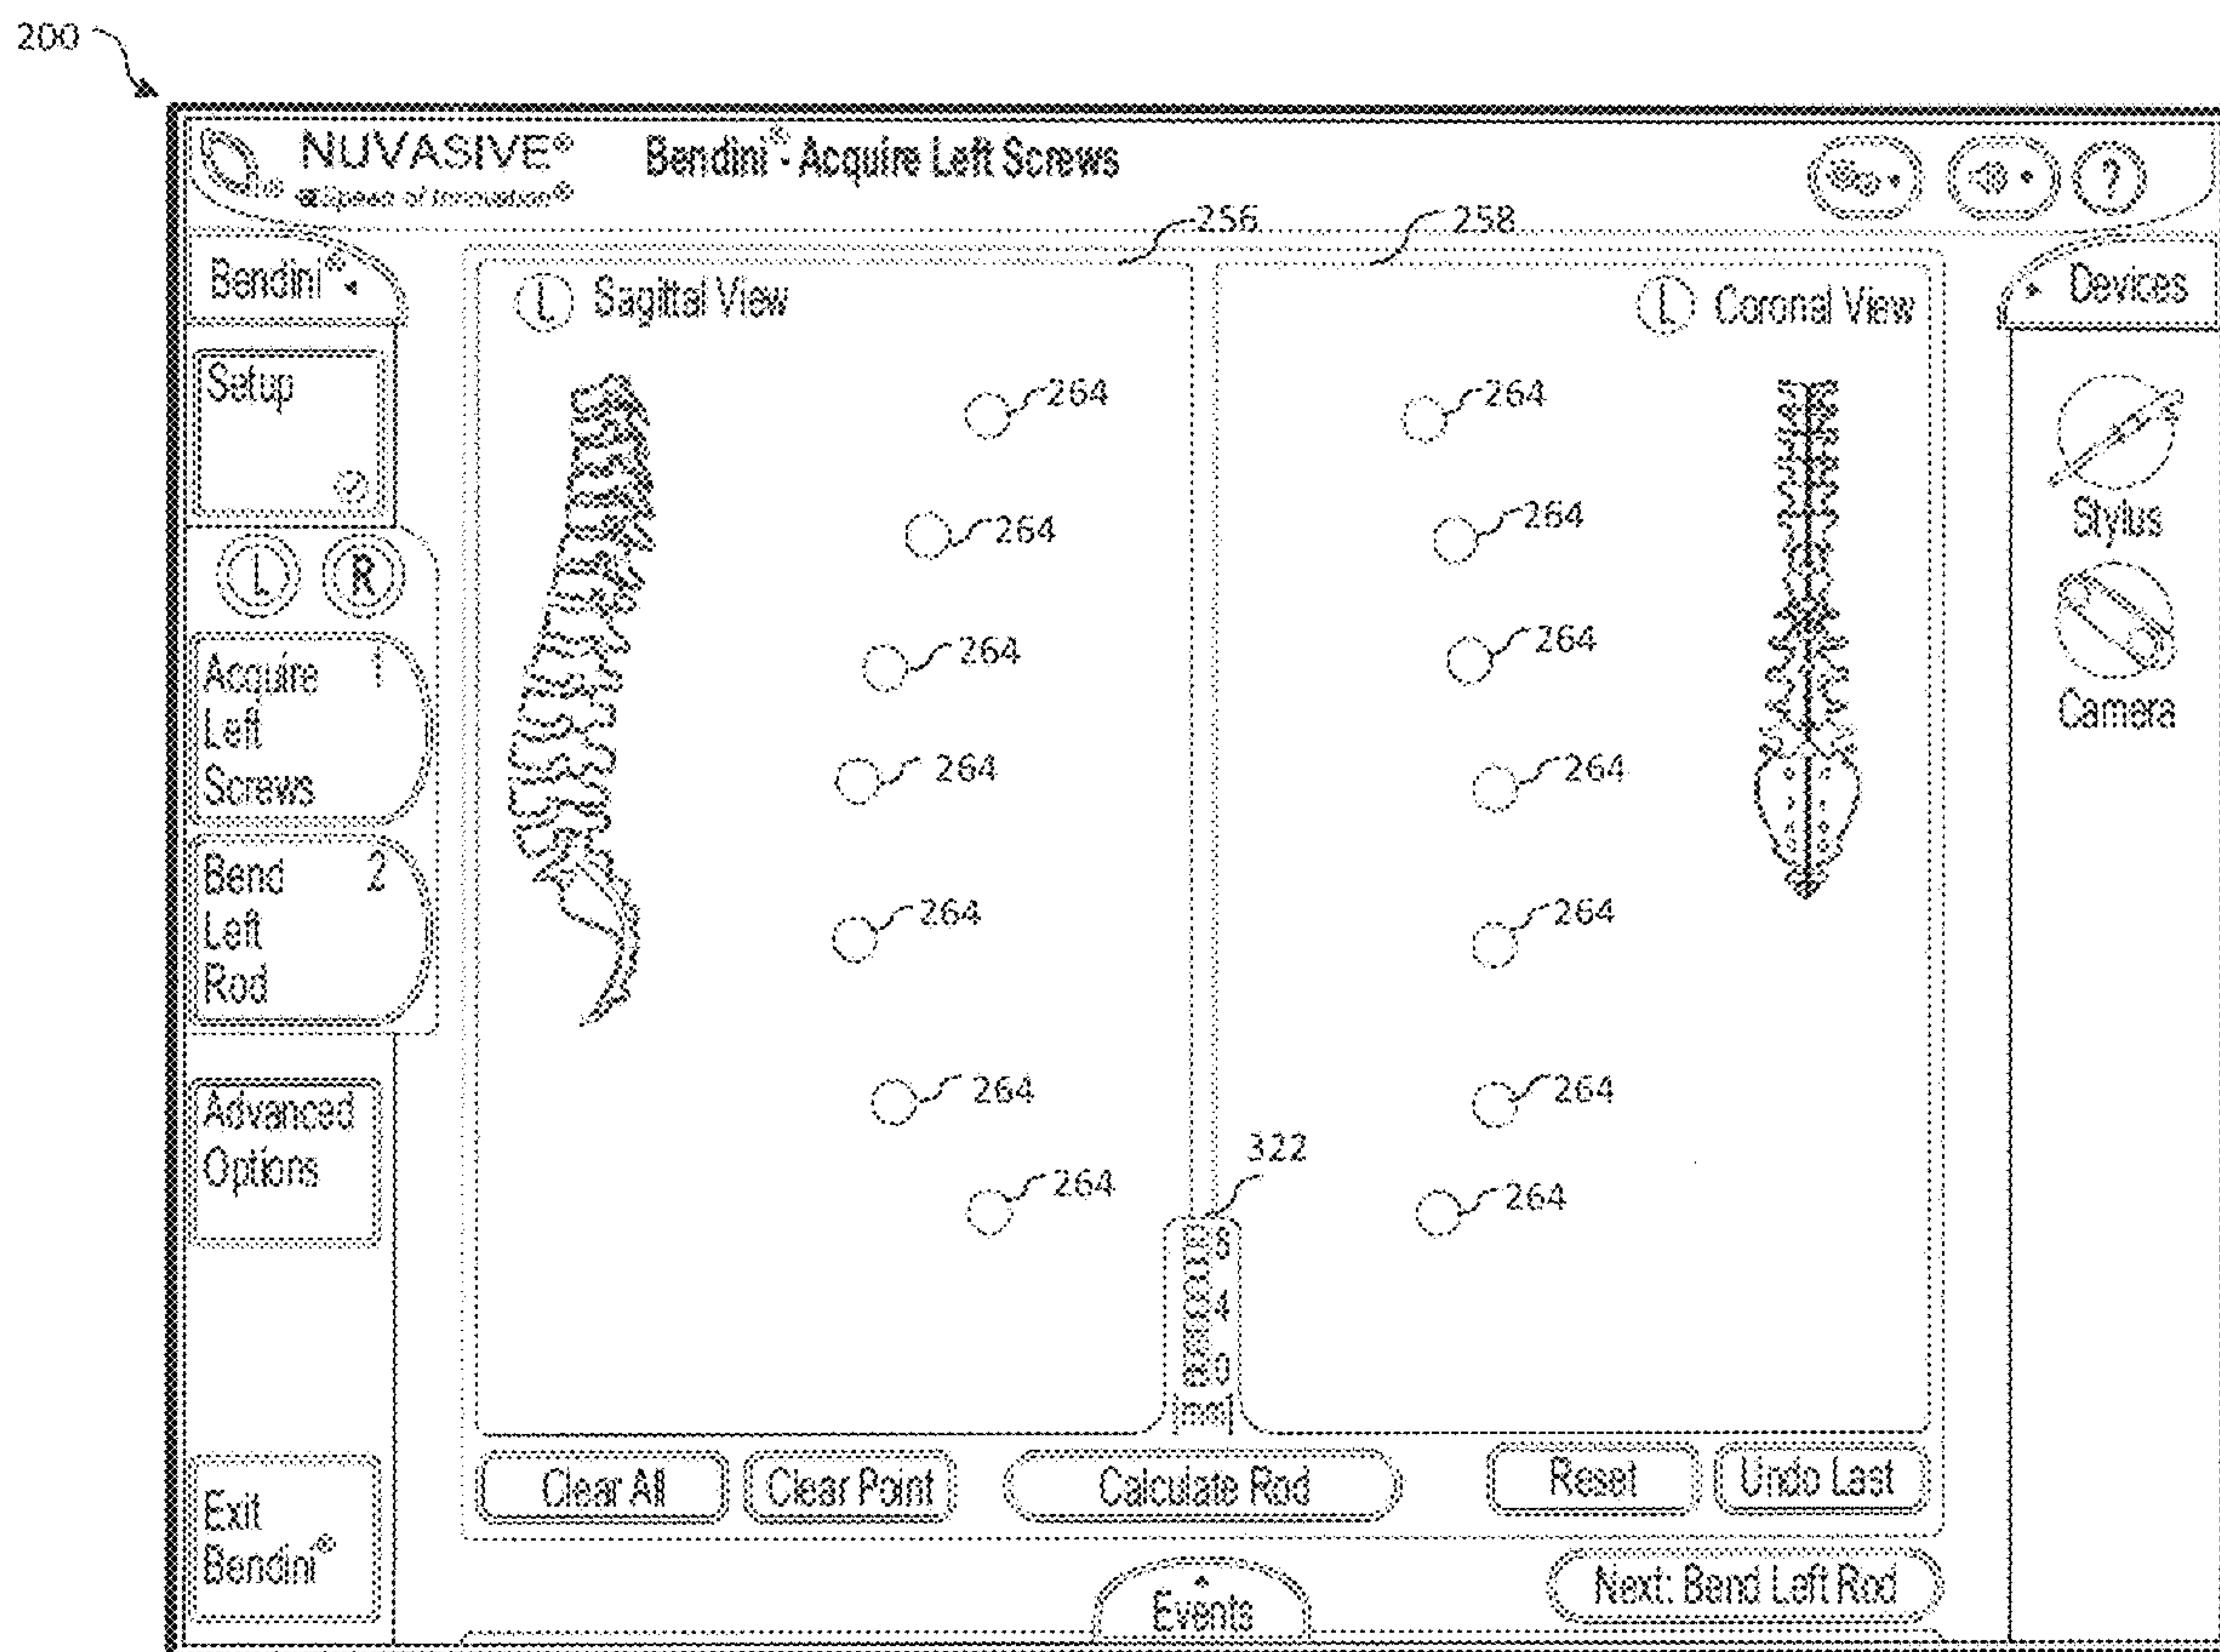 200
NUVASIVE®
Speed of Innovation®
Bendini®- Acquire Left Screws
?
256
258
Bendini®
L Sagittal View
L Coronal View
Devices
Setup
264
264
264
264
Stylus
L R
264
264
Acquire 1
Left
Screws
Camera
264
264
Bend 2
Left
Rod
264
264
Advanced
Options
264
264
322
264
264
8
4
0
Clear All
Clear Point
Calculate Rod
Reset
Undo Last
Exit
Bendini®
Next: Bend Left Rod
Events